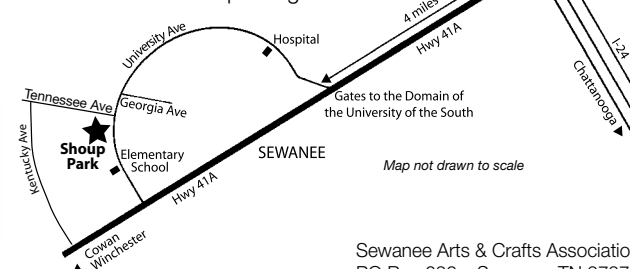 4 miles
Hwy 41A
I-24
Chattanooga
University Ave
Hospital
Tennessee Ave
Georgia Ave
Gates to the Domain of
the University of the South
Shoup
Park
Elementary
School
SEWANEE
Kentucky Ave
Map not drawn to scale
Hwy 41A
Cowan
Winchester
Sewanee Arts & Crafts Associatio